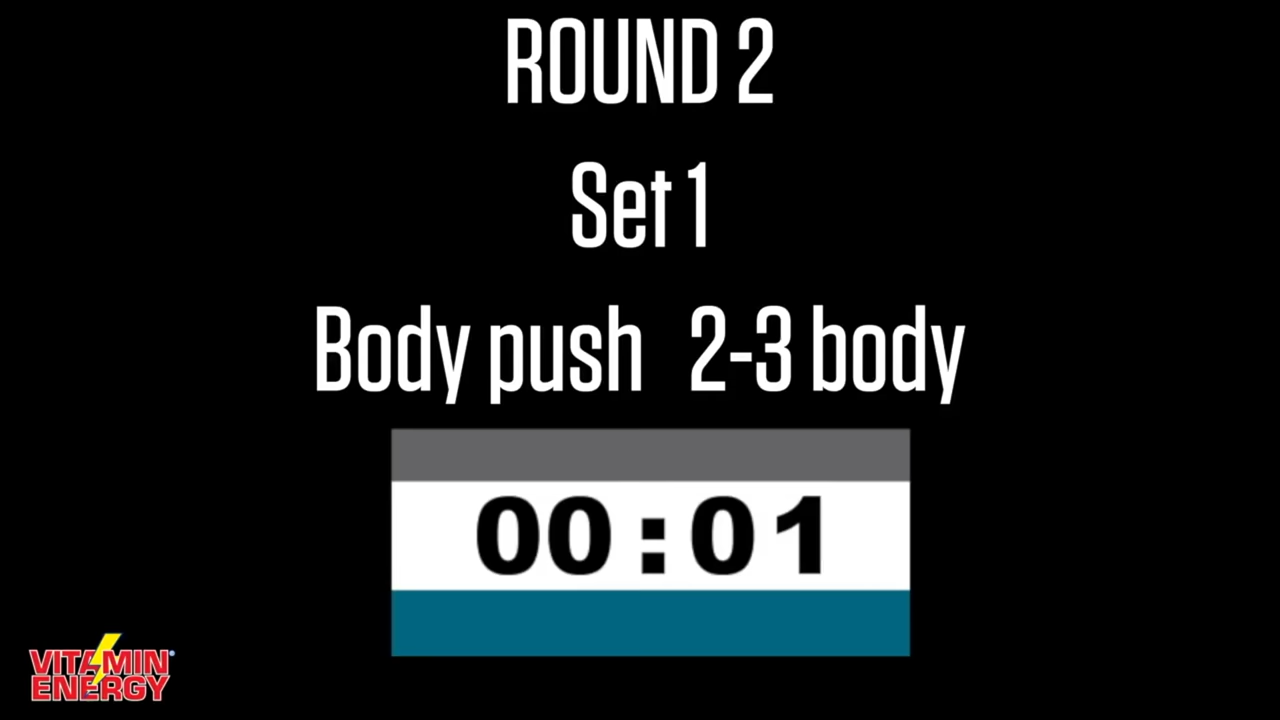 ROUND 2
Set 1
Body push 2-3 body
00:01
VITAMIN®
ENERGY